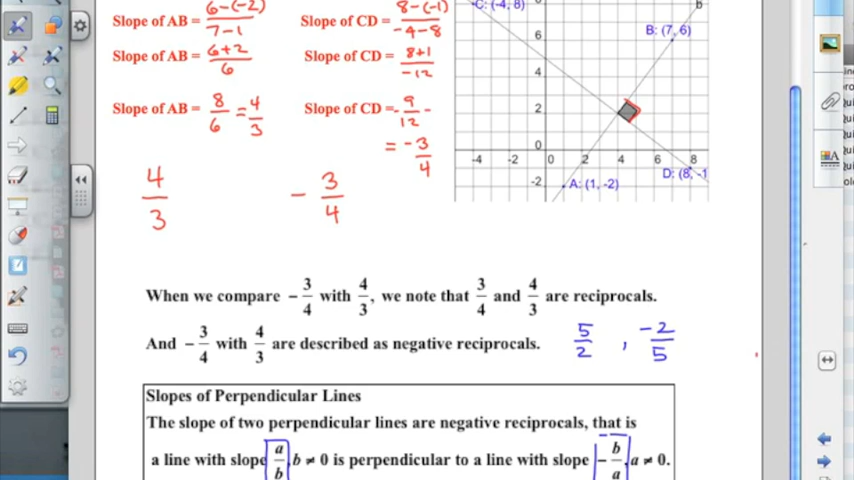 Slope of AB = 6-(-2)/7-1
Slope of AB = 6+2/6
Slope of AB = 8/6 = 4/3
4/3
Slope of CD = 8-(-1)/-4-8
Slope of CD = 8+1/-12
Slope of CD = - 9/12 -
= -3/4
- 3/4
C: (-4, 8)
b
B: (7, 6)
6
4
2
0
-4 -2 0 2 4 6 8
-2
A: (1, -2)
D: (8, -1
When we compare - 3/4 with 4/3, we note that 3/4 and 4/3 are reciprocals.
And - 3/4 with 4/3 are described as negative reciprocals.
5/2 , -2/5
Slopes of Perpendicular Lines
The slope of two perpendicular lines are negative reciprocals, that is
a line with slope a/b, b ≠ 0 is perpendicular to a line with slope - b/a, a ≠ 0.